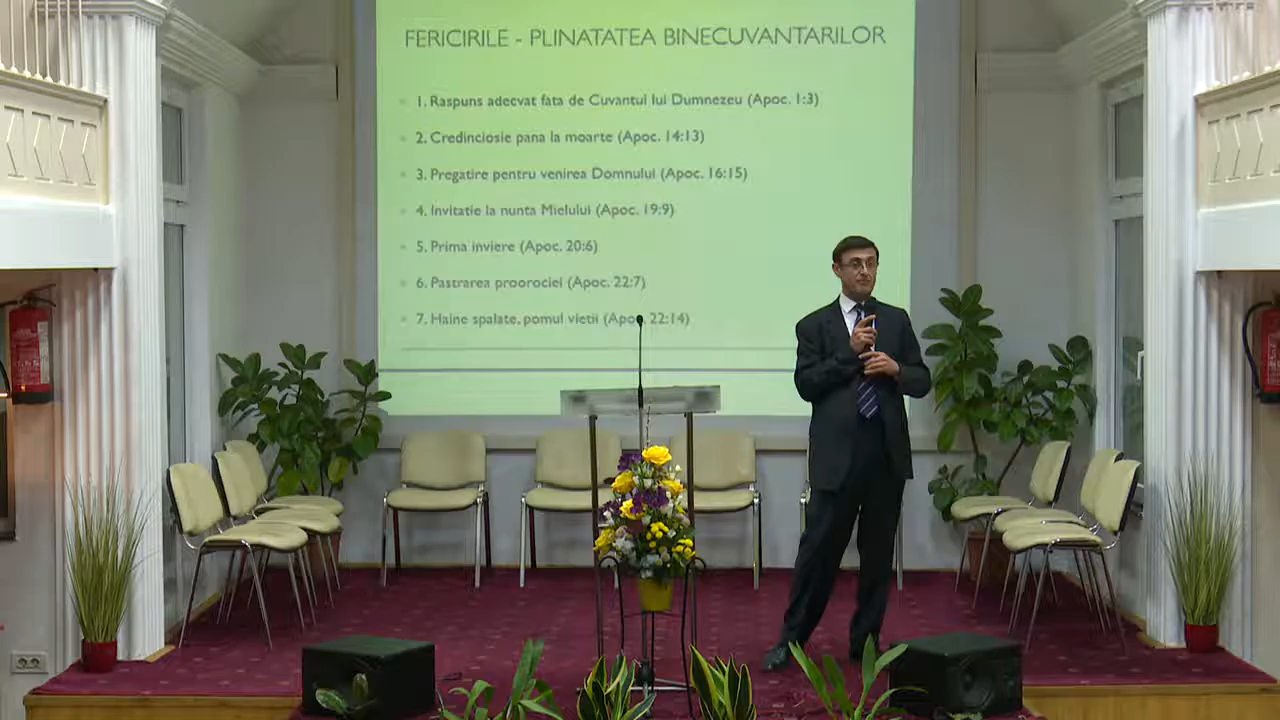 FERICIRILE - PLINATATEA BINECUVANTARILOR
1. Raspuns adecvat fata de Cuvantul lui Dumnezeu (Apoc. 1:3)
2. Credinciosie pana la moarte (Apoc. 14:13)
3. Pregatire pentru venirea Domnului (Apoc. 16:15)
4. Invitatie la nunta Mielului (Apoc. 19:9)
5. Prima inviere (Apoc. 20:6)
6. Pastrarea proorociei (Apoc. 22:7)
7. Haine spalate, pomul vietii (Apoc. 22:14)